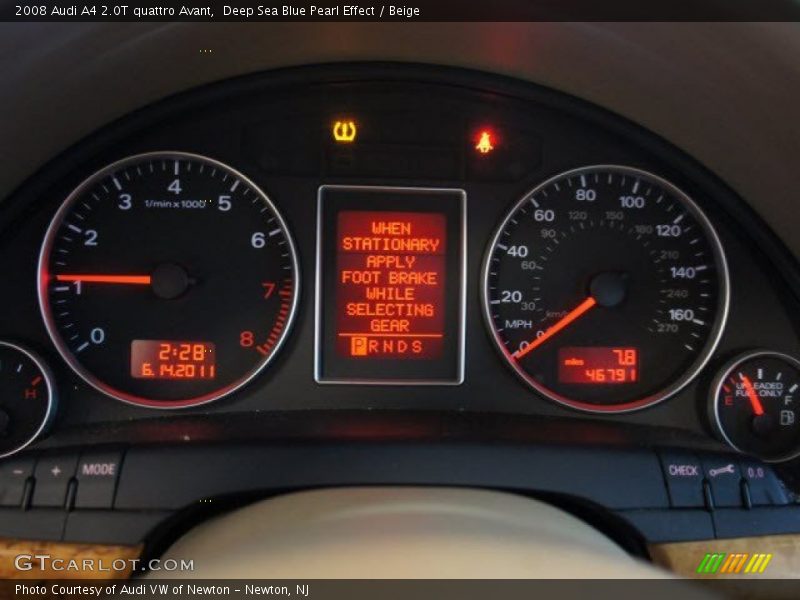 2008 Audi A4 2.0T quattro Avant,  Deep Sea Blue Pearl Effect / Beige
0 1 2 3 4 5 6 7 8
1/min x 1000
2:28
6.14.2011
WHEN
STATIONARY
APPLY
FOOT BRAKE
WHILE
SELECTING
GEAR
PRNDS
0 20 40 60 80 100 120 140 160
0 30 60 90 120 150 180 210 240 270
MPH
km/h
miles 7.8
46791
H
UNLEADED
FUEL ONLY
E F
- + MODE
CHECK 0.0
GTCARLOT.COM
Photo Courtesy of Audi VW of Newton - Newton, NJ